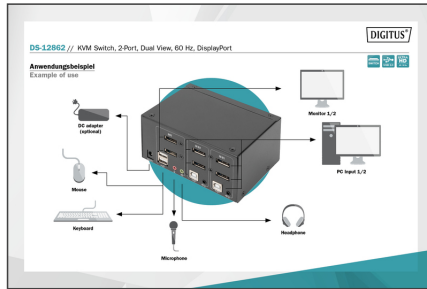 DIGITUS®
DS-12862 // KVM Switch, 2-Port, Dual View, 60 Hz, DisplayPort
Anwendungsbeispiel
Example of use
HD
Monitor 1/2
DC adapter
(optional)
PC Input 1/2
Mouse
Keyboard
Headphone
Microphone